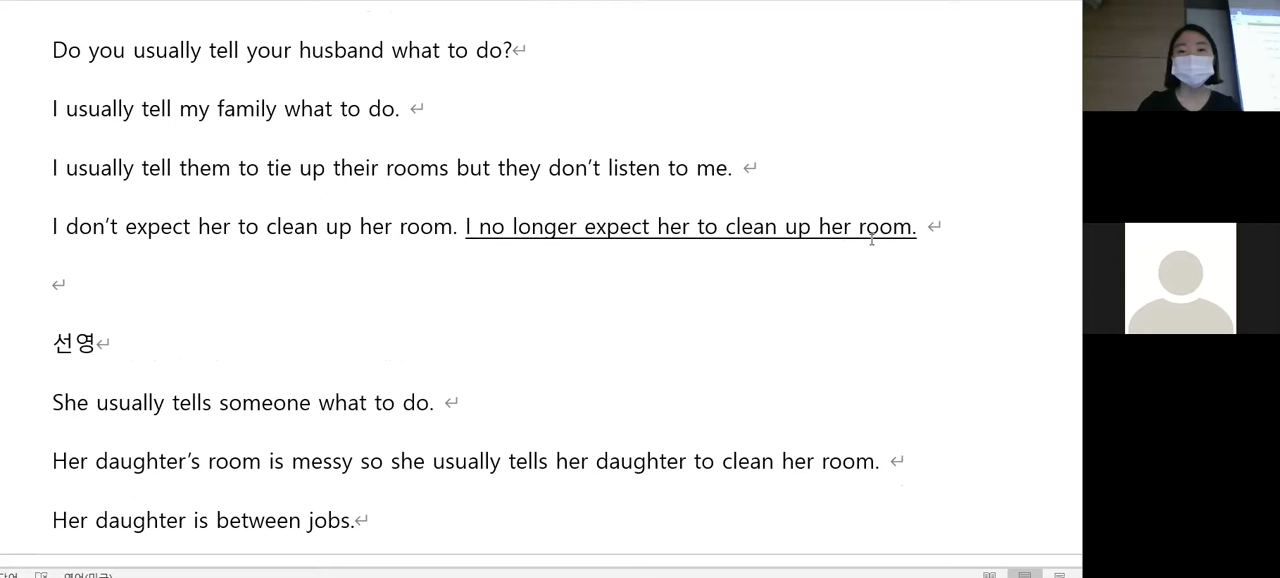 Do you usually tell your husband what to do?
I usually tell my family what to do.
I usually tell them to tie up their rooms but they don’t listen to me.
I don’t expect her to clean up her room. I no longer expect her to clean up her room.
선영
She usually tells someone what to do.
Her daughter’s room is messy so she usually tells her daughter to clean her room.
Her daughter is between jobs.